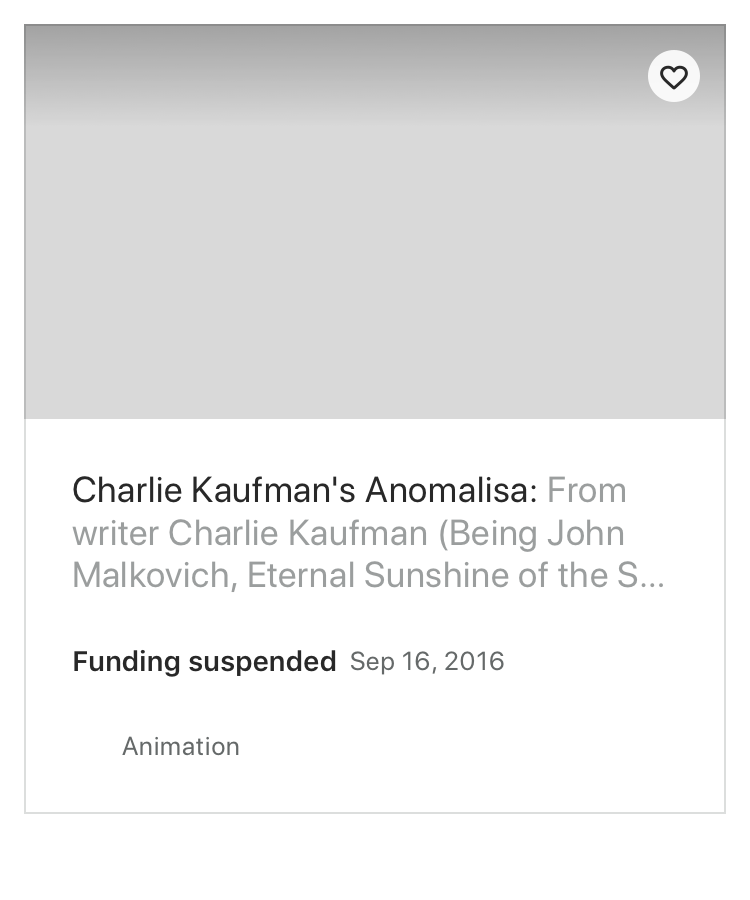 Charlie Kaufman's Anomalisa: From
writer Charlie Kaufman (Being John
Malkovich, Eternal Sunshine of the S...
Funding suspended Sep 16, 2016
Animation